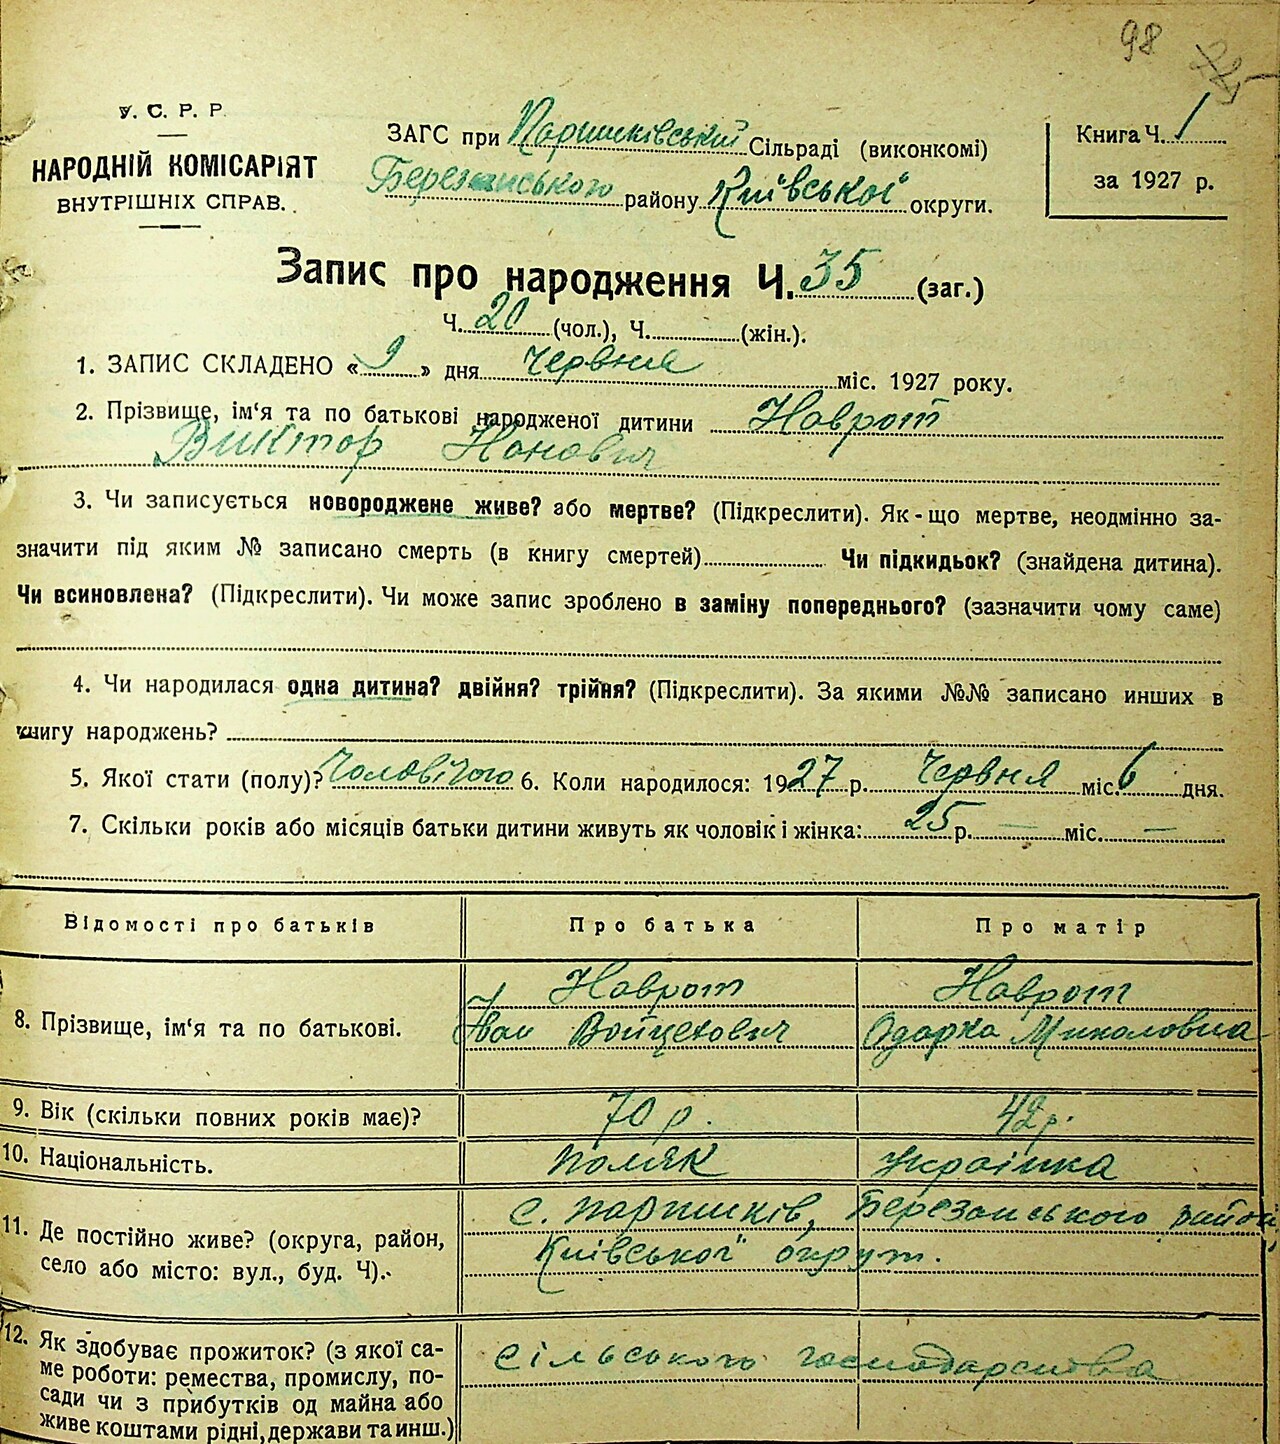 98
У. С. Р. Р.
НАРОДНІЙ КОМІСАРІЯТ
ВНУТРІШНІХ СПРАВ.
ЗАГС при Паришківський Сільраді (виконкомі)
Березанського району Київської округи.
Книга Ч. 1
за 1927 р.
Запис про народження Ч. 35 (заг.)
Ч. 20 (чол.), Ч. (жін.).
1. ЗАПИС СКЛАДЕНО « 9 » дня Червня міс. 1927 року.
2. Прізвище, ім‘я та по батькові народженої дитини Наврот
Виктор
3. Чи записується новороджене живе? або мертве? (Підкреслити). Як-що мертве, неодмінно за-
значити під яким № записано смерть (в книгу смертей) Чи підкидьок? (знайдена дитина).
Чи всиновлена? (Підкреслити). Чи може запис зроблено в заміну попереднього? (зазначити чому саме)
4. Чи народилася одна дитина? двійня? трійня? (Підкреслити). За якими №№ записано инших в
книгу народжень?
5. Якої стати (полу)? Чоловічого 6. Коли народилося: 1927 р. Червня міс. 6 дня.
7. Скільки років або місяців батьки дитини живуть як чоловік і жінка: 25 р. — міс. —
Відомості про батьків
Про батька
Про матір
8. Прізвище, ім‘я та по батькові.
Наврот
Іван Войцехович
Наврот
Одарка Миколовна
9. Вік (скільки повних років має)?
70 р.
42 р.
10. Національність.
поляк
Українка
11. Де постійно живе? (округа, район,
село або місто: вул., буд. Ч).
с. Паришків, Березанського район,
Київської округ.
12. Як здобуває прожиток? (з якої са-
ме роботи: ремества, промислу, по-
сади чи з прибутків од майна або
живе коштами рідні, держави та инш.)
сільського господарства